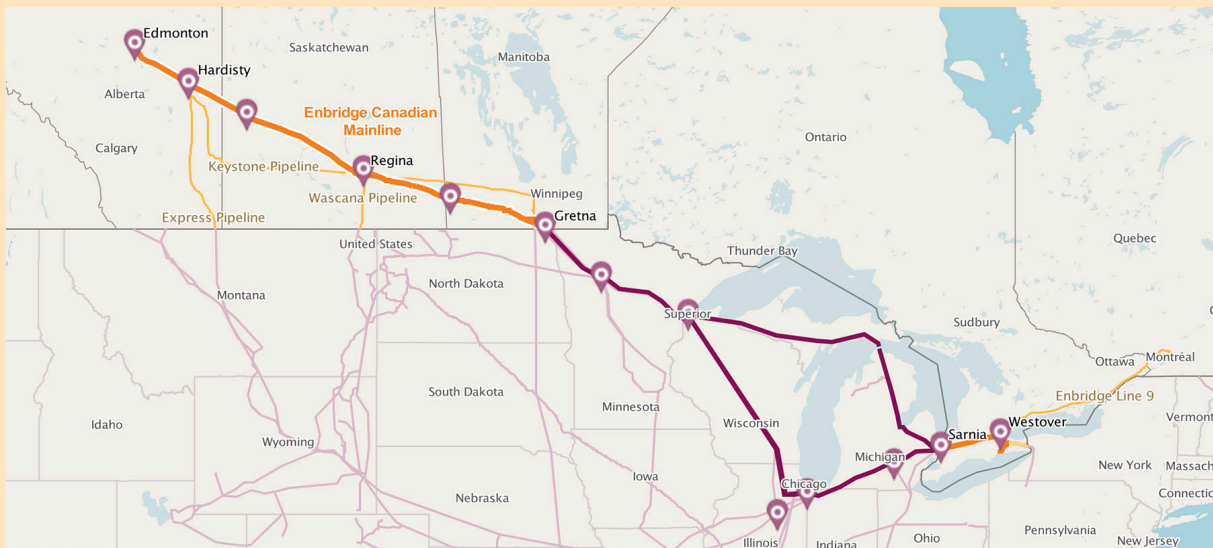 Edmonton
Saskatchewan
Manitoba
Hardisty
Alberta
Enbridge Canadian
Mainline
Ontario
Calgary
Regina
Keystone Pipeline
Winnipeg
Wascana Pipeline
Express Pipeline
Gretna
Quebec
United States
Thunder Bay
North Dakota
Montana
Superior
Sudbury
Ottawa
Montréal
South Dakota
Enbridge Line 9
Minnesota
Vermont
Idaho
Wisconsin
Westover
Sarnia
Wyoming
Michigan
New York
Massach
Iowa
Chicago
Nebraska
Connectic
Pennsylvania
Illinois
Indiana
Ohio
New Jersey